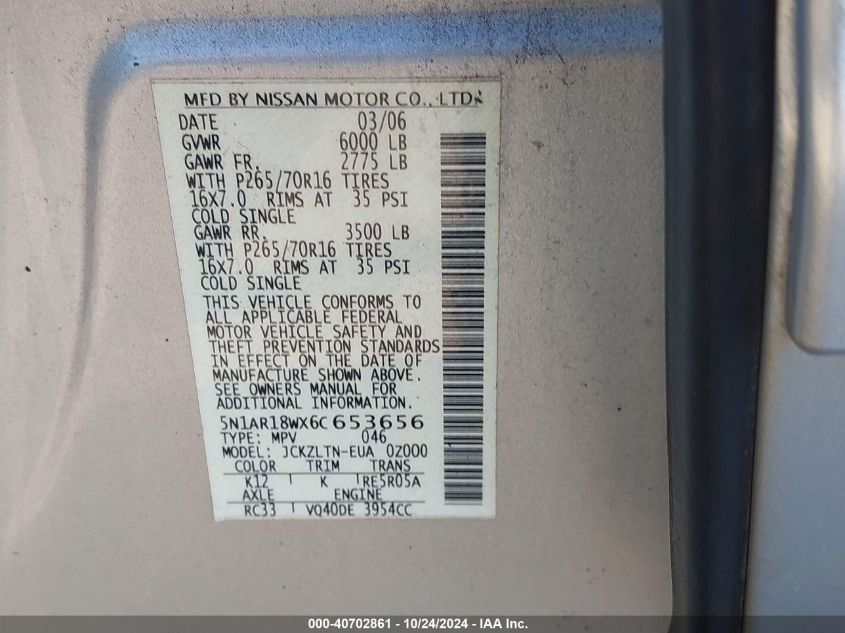 MFD BY NISSAN MOTOR CO., LTD.
DATE 03/06
GVWR 6000 LB
GAWR FR. 2775 LB
WITH P265/70R16 TIRES
16X7.0 RIMS AT 35 PSI
COLD SINGLE
GAWR RR. 3500 LB
WITH P265/70R16 TIRES
16X7.0 RIMS AT 35 PSI
COLD SINGLE
THIS VEHICLE CONFORMS TO
ALL APPLICABLE FEDERAL
MOTOR VEHICLE SAFETY AND
THEFT PREVENTION STANDARDS
IN EFFECT ON THE DATE OF
MANUFACTURE SHOWN ABOVE.
SEE OWNERS MANUAL FOR
ADDITIONAL INFORMATION.
5N1AR18WX6C653656
TYPE: MPV 046
MODEL: JCKZLTN-EUA 0Z000
COLOR TRIM TRANS
K12 K RE5R05A
AXLE ENGINE
RC33 VQ40DE 3954CC
000-40702861 - 10/24/2024 - IAA Inc.